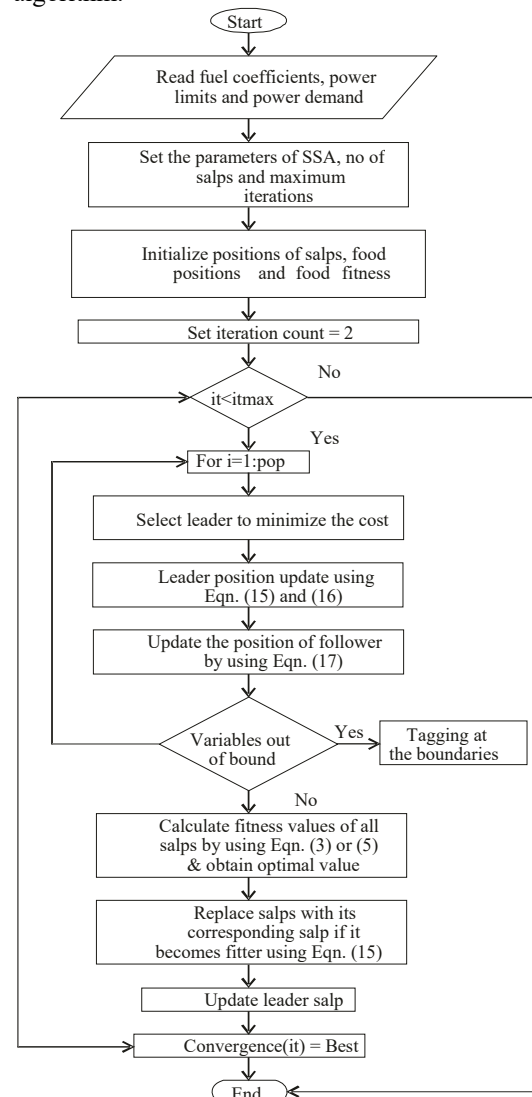 algorithm.
Start
Read fuel coefficients, power
limits and power demand
Set the parameters of SSA, no of
salps and maximum
iterations
Initialize positions of salps, food
positions and food fitness
Set iteration count = 2
No
it<itmax
Yes
For i=1:pop
Select leader to minimize the cost
Leader position update using
Eqn. (15) and (16)
Update the position of follower
by using Eqn. (17)
Variables out
of bound
Yes
Tagging at
the boundaries
No
Calculate fitness values of all
salps by using Eqn. (3) or (5)
& obtain optimal value
Replace salps with its
corresponding salp if it
becomes fitter using Eqn. (15)
Update leader salp
Convergence(it) = Best
End